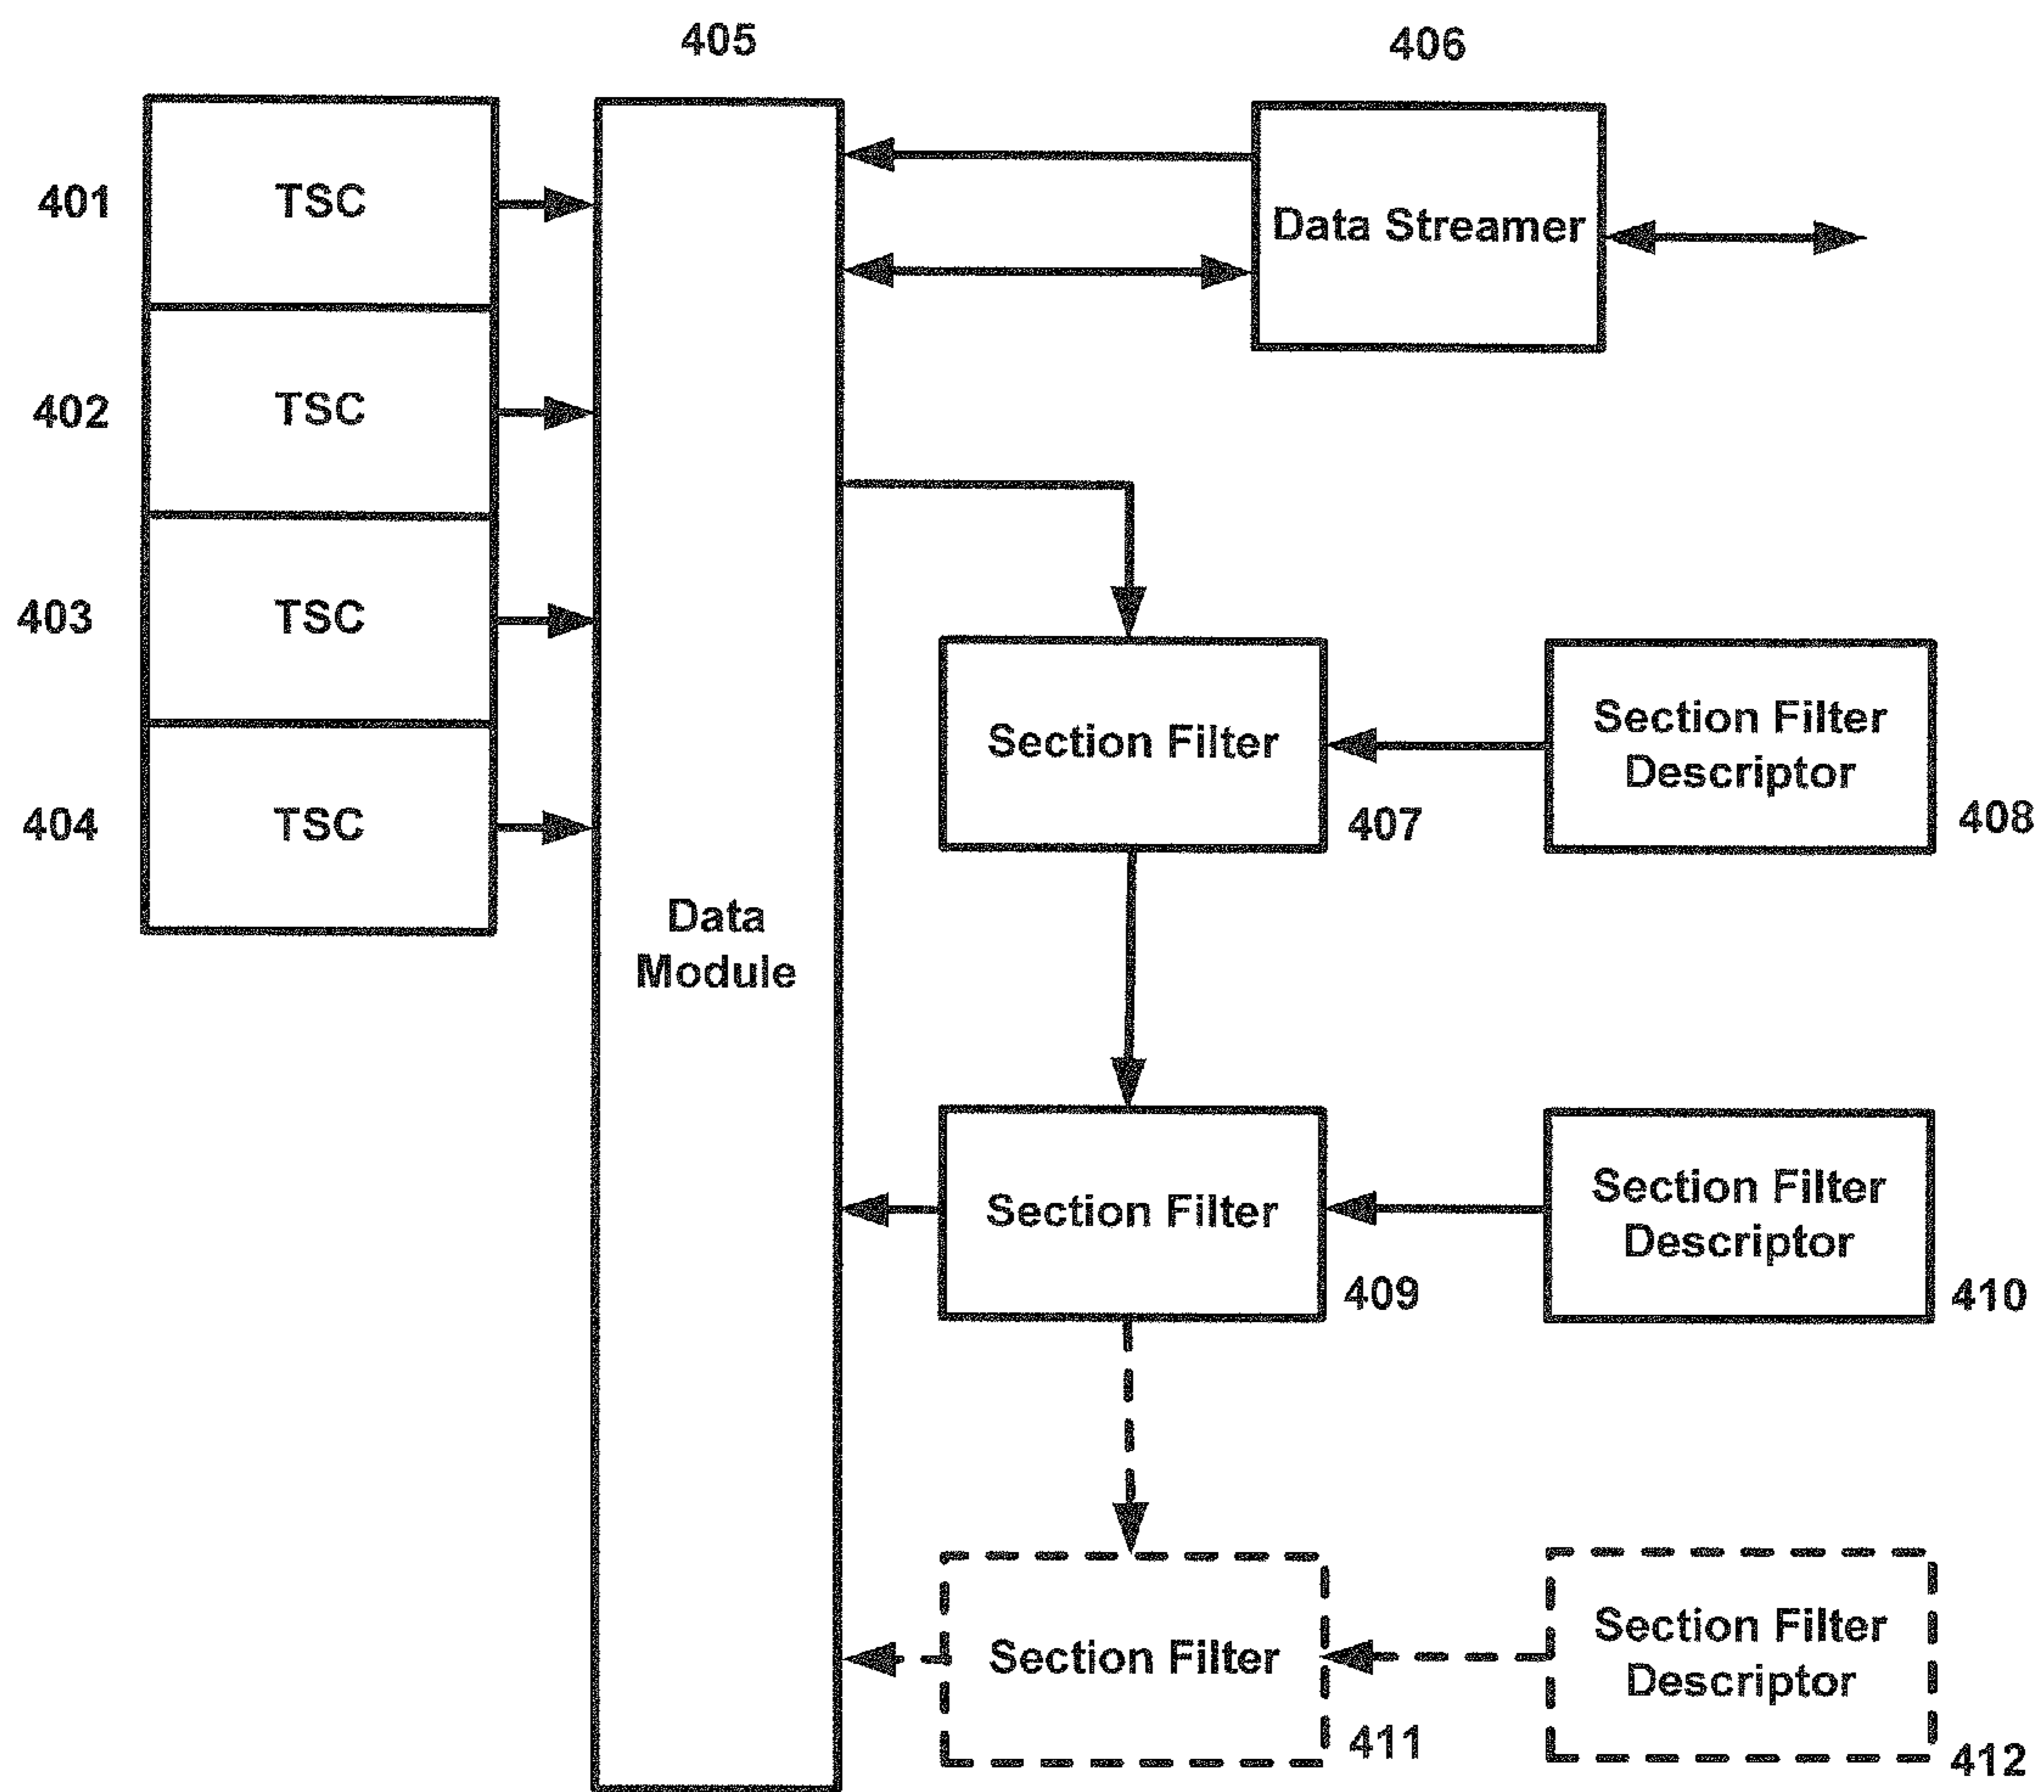 405
406
401
TSC
Data Streamer
402
TSC
403
TSC
Section Filter
Section Filter
Descriptor
404
TSC
407
408
Data
Module
Section Filter
Section Filter
Descriptor
409
410
Section Filter
Section Filter
Descriptor
411
412